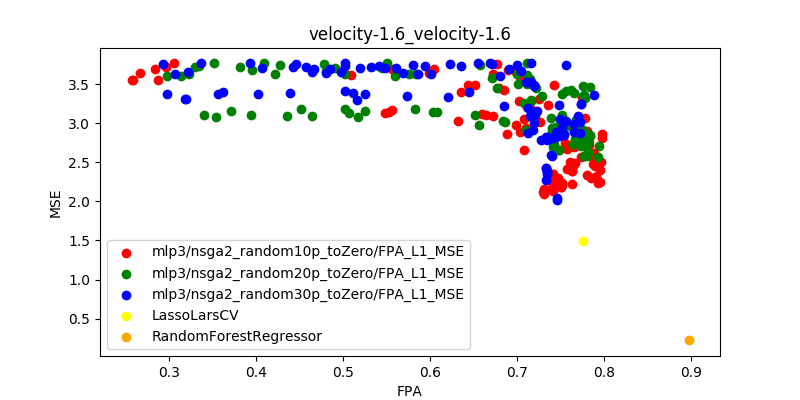 velocity-1.6_velocity-1.6
MSE
3.5
3.0
2.5
2.0
1.5
1.0
0.5
mlp3/nsga2_random10p_toZero/FPA_L1_MSE
mlp3/nsga2_random20p_toZero/FPA_L1_MSE
mlp3/nsga2_random30p_toZero/FPA_L1_MSE
LassoLarsCV
RandomForestRegressor
0.3 0.4 0.5 0.6 0.7 0.8 0.9
FPA